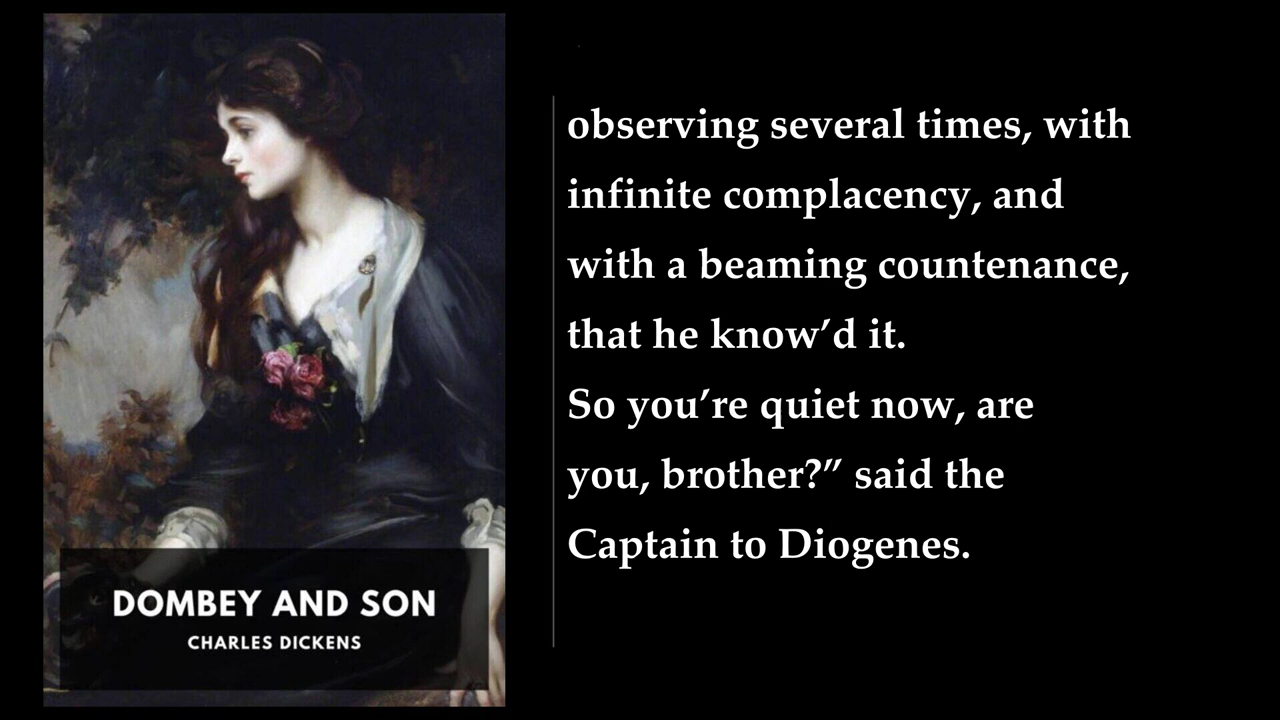 observing several times, with
infinite complacency, and
with a beaming countenance,
that he know’d it.
So you’re quiet now, are
you, brother?” said the
Captain to Diogenes.
DOMBEY AND SON
CHARLES DICKENS